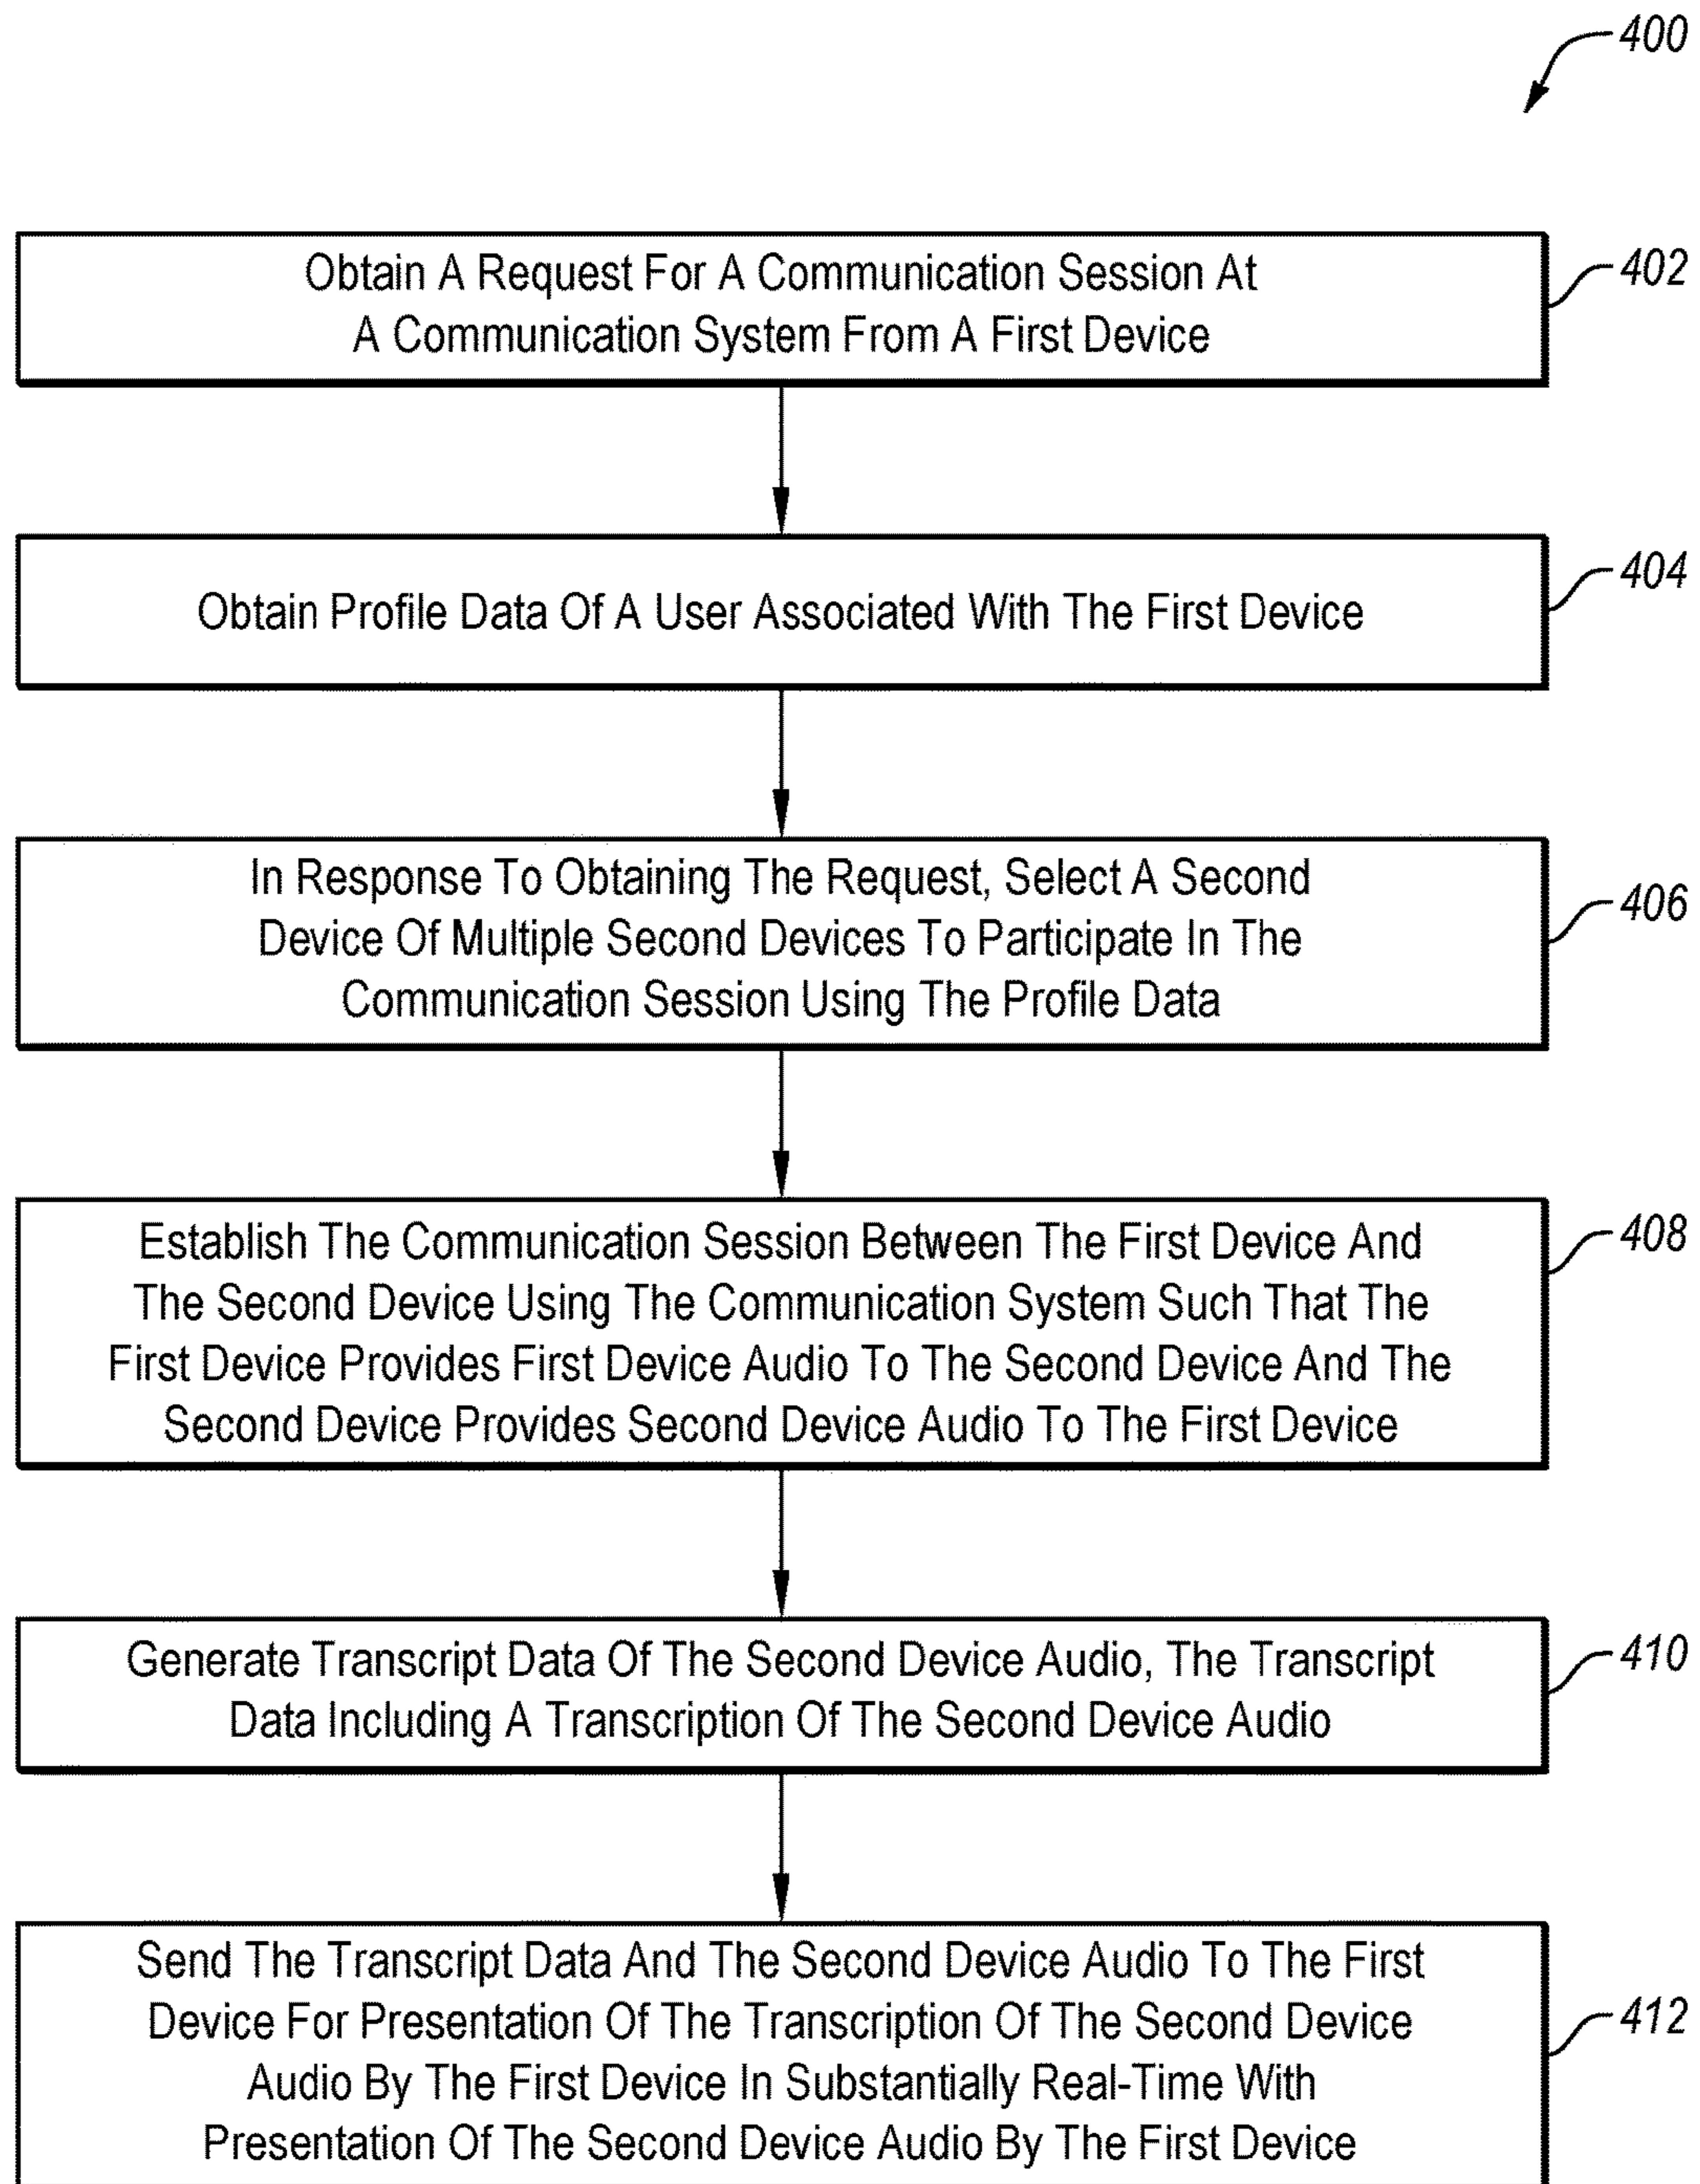 400
Obtain A Request For A Communication Session At
A Communication System From A First Device
402
Obtain Profile Data Of A User Associated With The First Device
404
In Response To Obtaining The Request, Select A Second
Device Of Multiple Second Devices To Participate In The
Communication Session Using The Profile Data
406
Establish The Communication Session Between The First Device And
The Second Device Using The Communication System Such That The
First Device Provides First Device Audio To The Second Device And The
Second Device Provides Second Device Audio To The First Device
408
Generate Transcript Data Of The Second Device Audio, The Transcript
Data Including A Transcription Of The Second Device Audio
410
Send The Transcript Data And The Second Device Audio To The First
Device For Presentation Of The Transcription Of The Second Device
Audio By The First Device In Substantially Real-Time With
Presentation Of The Second Device Audio By The First Device
412